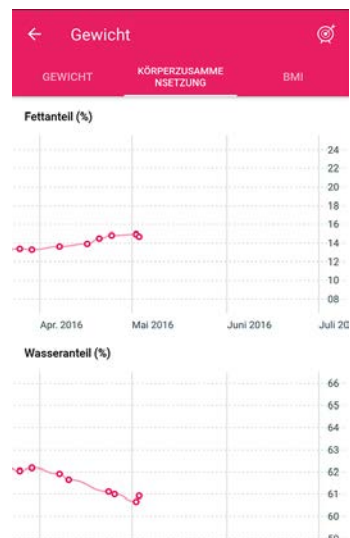 Gewicht
GEWICHT
KÖRPERZUSAMME
NSETZUNG
BMI
Fettanteil (%)
24
22
20
18
16
14
12
10
08
Apr. 2016 Mai 2016 Juni 2016 Juli 20
Wasseranteil (%)
66
65
64
63
62
61
60